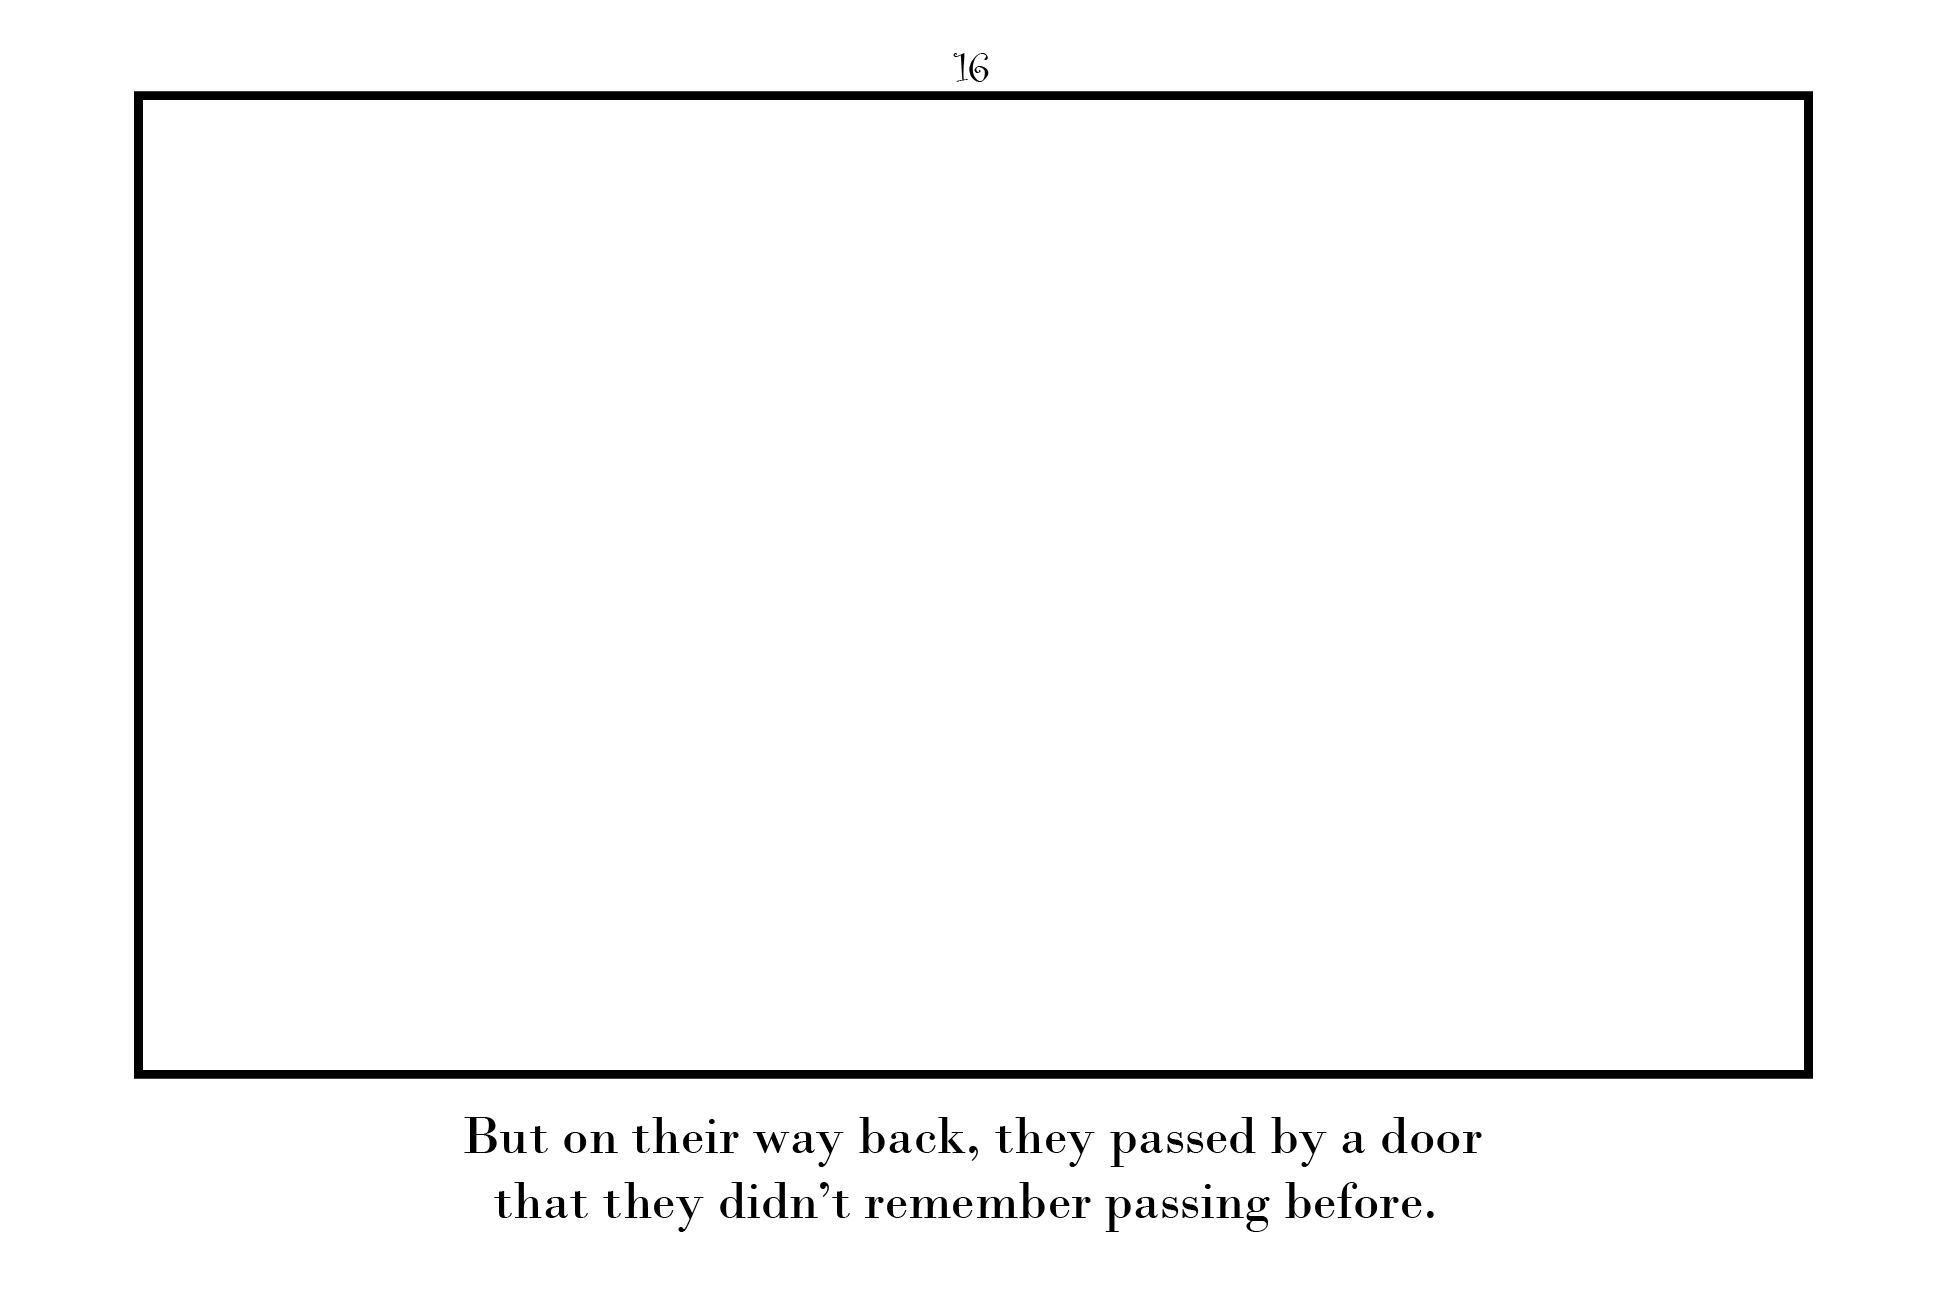 16
But on their way back, they passed by a door
that they didn’t remember passing before.